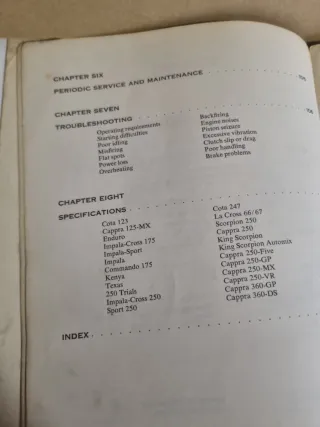 CHAPTER SIX
PERIODIC SERVICE AND MAINTENANCE
CHAPTER SEVEN
TROUBLESHOOTING
Operating requirements
Starting difficulties
Poor idling
Misfiring
Flat spots
Power loss
Overheating
Backfiring
Engine noises
Piston seizure
Excessive vibration
Clutch slip or drag
Poor handling
Brake problems
CHAPTER EIGHT
SPECIFICATIONS
Cota 123
Cappra 125-MX
Enduro
Impala-Cross 175
Impala-Sport
Impala
Commando 175
Kenya
Texas
250 Trials
Impala-Cross 250
Sport 250
Cota 247
La Cross 66/67
Scorpion 250
Cappra 250
King Scorpion
King Scorpion Automix
Cappra 250-Five
Cappra 250-GP
Cappra 250-MX
Cappra 250-VR
Cappra 360-GP
Cappra 360-DS
INDEX